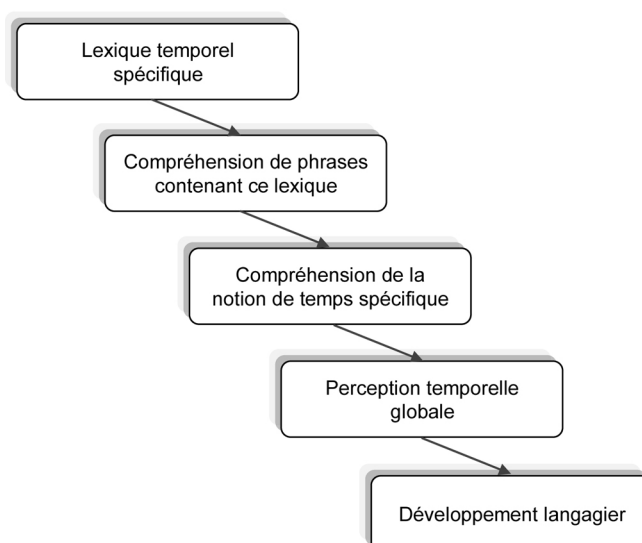 Lexique temporel
spécifique
Compréhension de phrases
contenant ce lexique
Compréhension de la
notion de temps spécifique
Perception temporelle
globale
Développement langagier